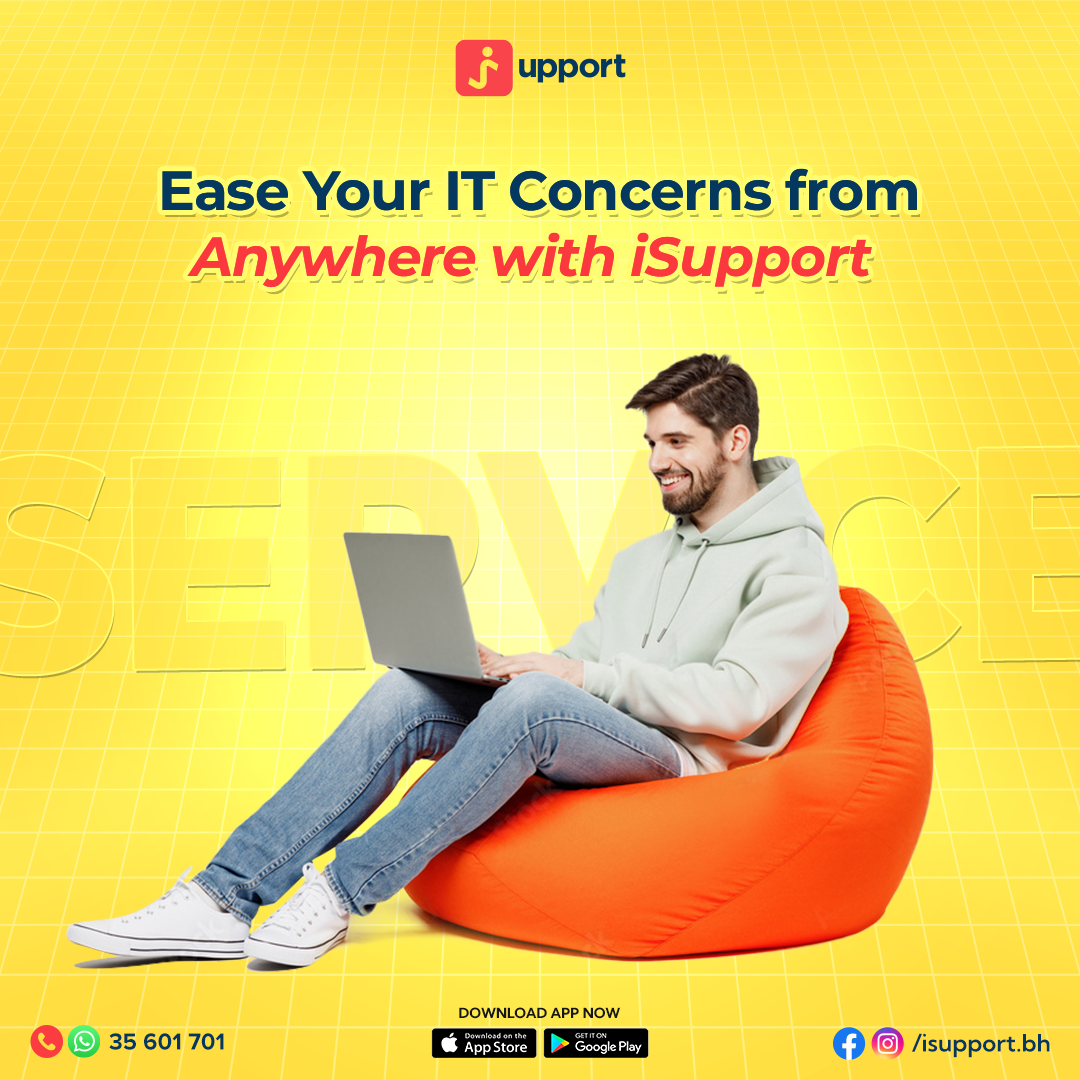 upport
Ease Your IT Concerns from
Anywhere with iSupport
SERVICE
DOWNLOAD APP NOW
35 601 701
Download on the
App Store
GET IT ON
Google Play
/isupport.bh